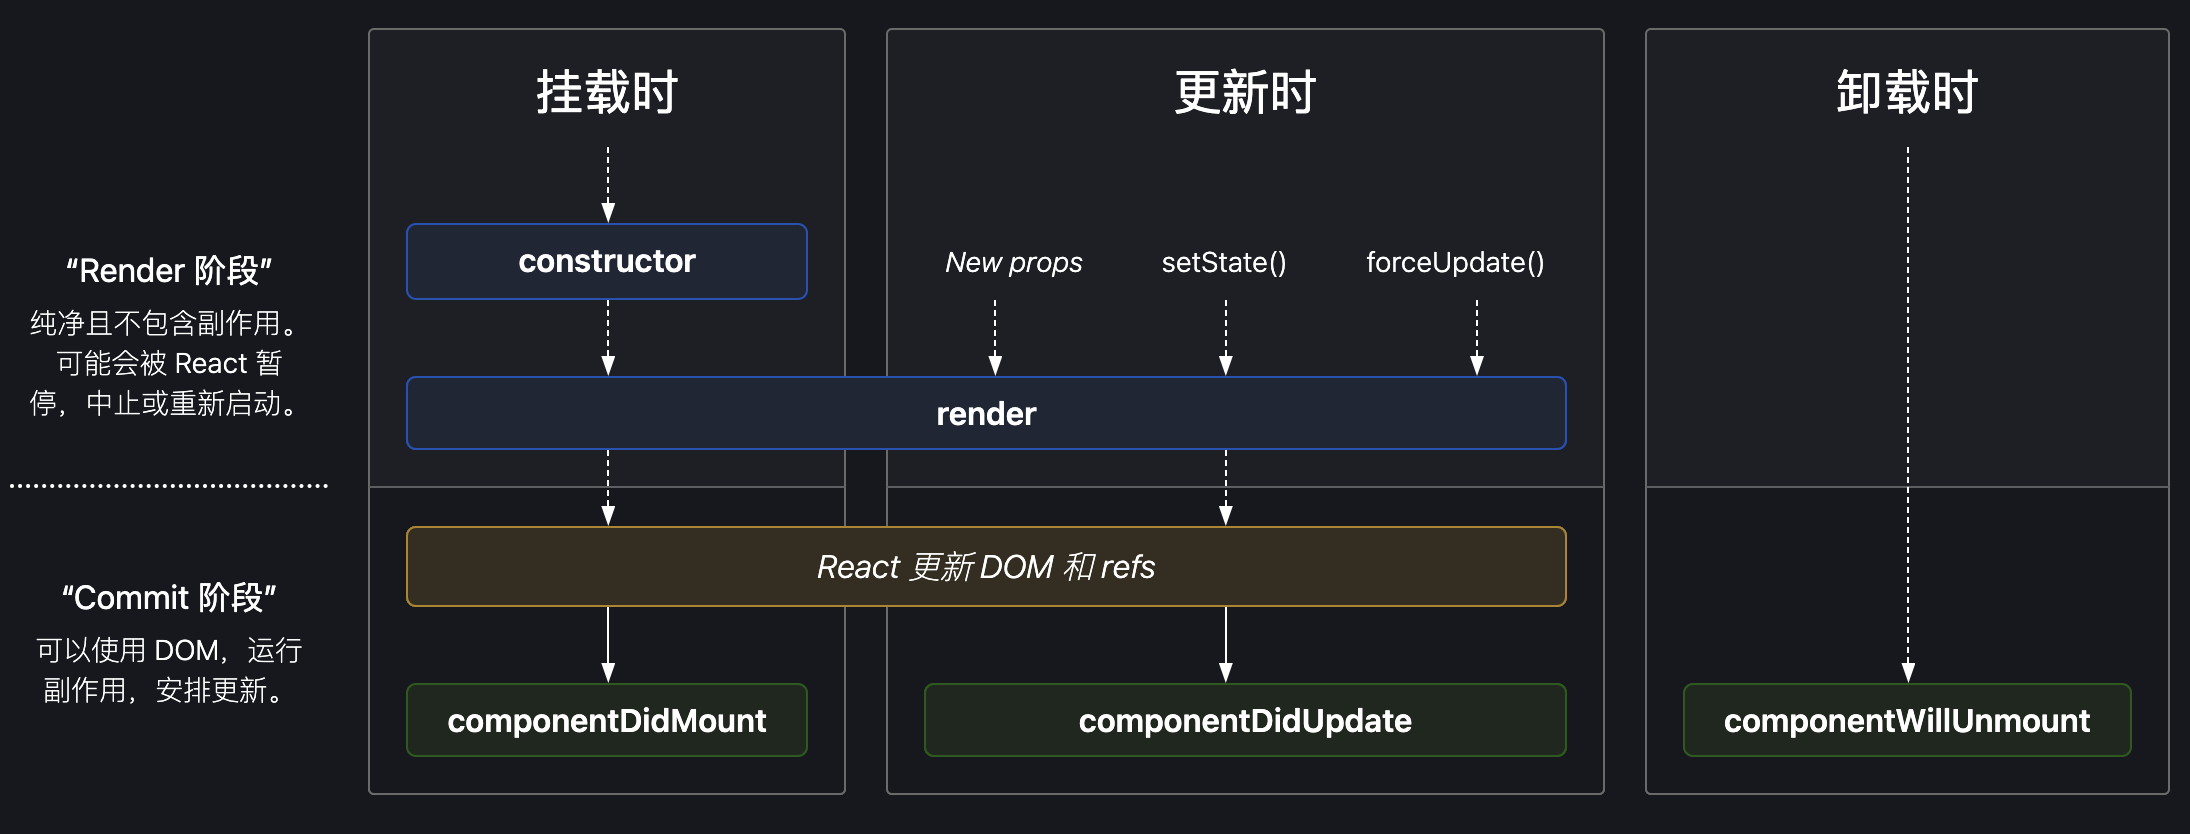 挂载时
更新时
卸载时
“Render 阶段”
纯净且不包含副作用。
可能会被 React 暂
停，中止或重新启动。
constructor
New props
setState()
forceUpdate()
render
“Commit 阶段”
可以使用 DOM，运行
副作用，安排更新。
React 更新 DOM 和 refs
componentDidMount
componentDidUpdate
componentWillUnmount